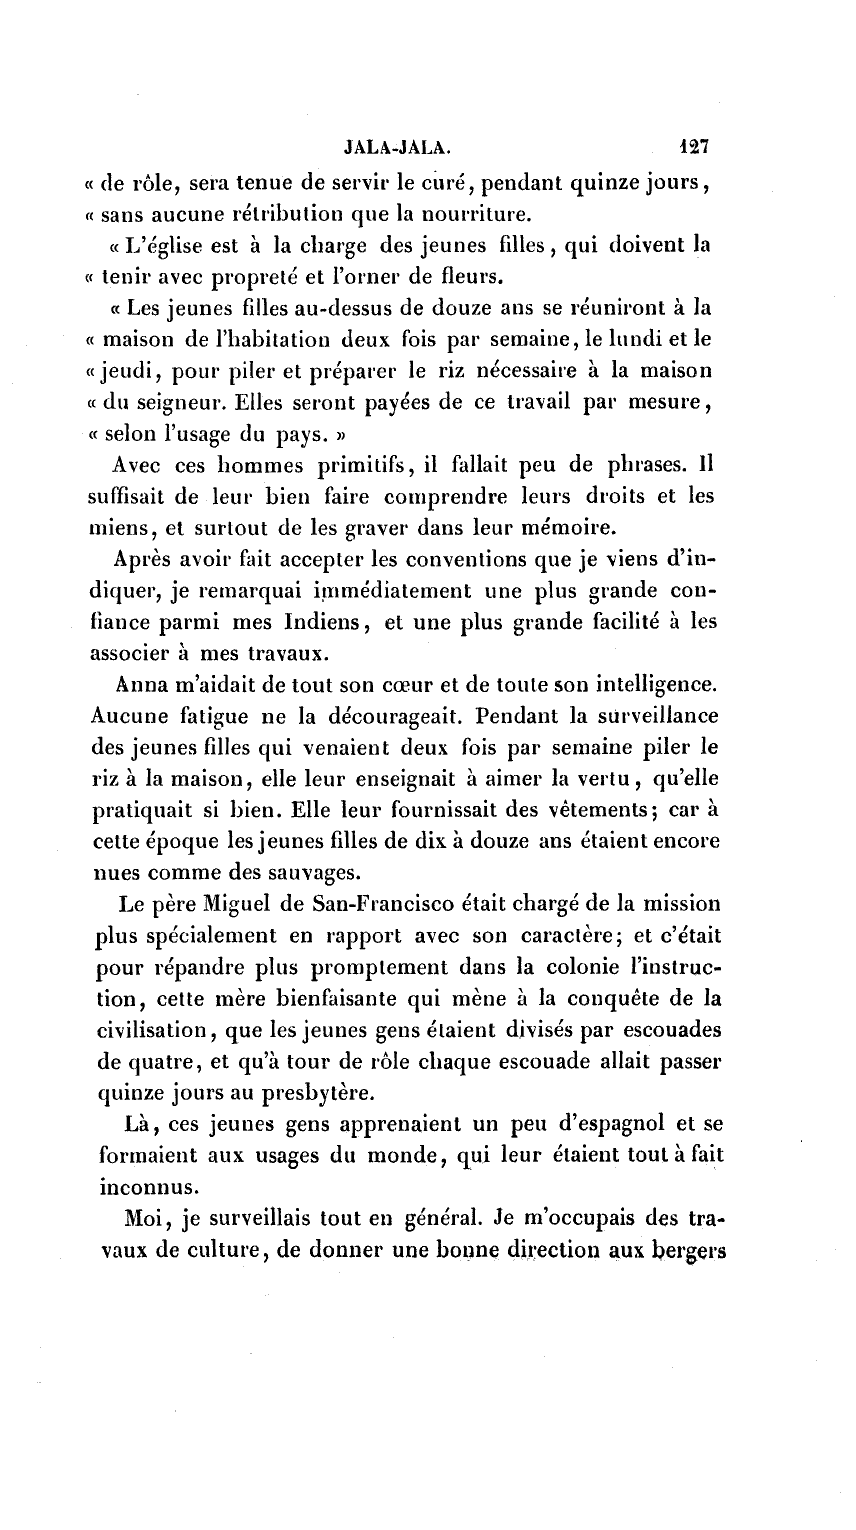 JALA-JALA. 127
« de rôle, sera tenue de servir le curé, pendant quinze jours,
« sans aucune rétribution que la nourriture.
« L'église est à la charge des jeunes filles, qui doivent la
« tenir avec propreté et l'orner de fleurs.
« Les jeunes filles au-dessus de douze ans se réuniront à la
« maison de l'habitation deux fois par semaine, le lundi et le
« jeudi, pour piler et préparer le riz nécessaire à la maison
« du seigneur. Elles seront payées de ce travail par mesure,
« selon l'usage du pays. »
Avec ces hommes primitifs, il fallait peu de phrases. Il
suffisait de leur bien faire comprendre leurs droits et les
miens, et surtout de les graver dans leur mémoire.
Après avoir fait accepter les conventions que je viens d'in-
diquer, je remarquai immédiatement une plus grande con-
fiance parmi mes Indiens, et une plus grande facilité à les
associer à mes travaux.
Anna m'aidait de tout son cœur et de toute son intelligence.
Aucune fatigue ne la décourageait. Pendant la surveillance
des jeunes filles qui venaient deux fois par semaine piler le
riz à la maison, elle leur enseignait à aimer la vertu, qu'elle
pratiquait si bien. Elle leur fournissait des vêtements; car à
cette époque les jeunes filles de dix à douze ans étaient encore
nues comme des sauvages.
Le père Miguel de San-Francisco était chargé de la mission
plus spécialement en rapport avec son caractère; et c'était
pour répandre plus promptement dans la colonie l'instruc-
tion, cette mère bienfaisante qui mène à la conquête de la
civilisation, que les jeunes gens étaient divisés par escouades
de quatre, et qu'à tour de rôle chaque escouade allait passer
quinze jours au presbytère.
Là, ces jeunes gens apprenaient un peu d'espagnol et se
formaient aux usages du monde, qui leur étaient tout à fait
inconnus.
Moi, je surveillais tout en général. Je m'occupais des tra-
vaux de culture, de donner une bonne direction aux bergers